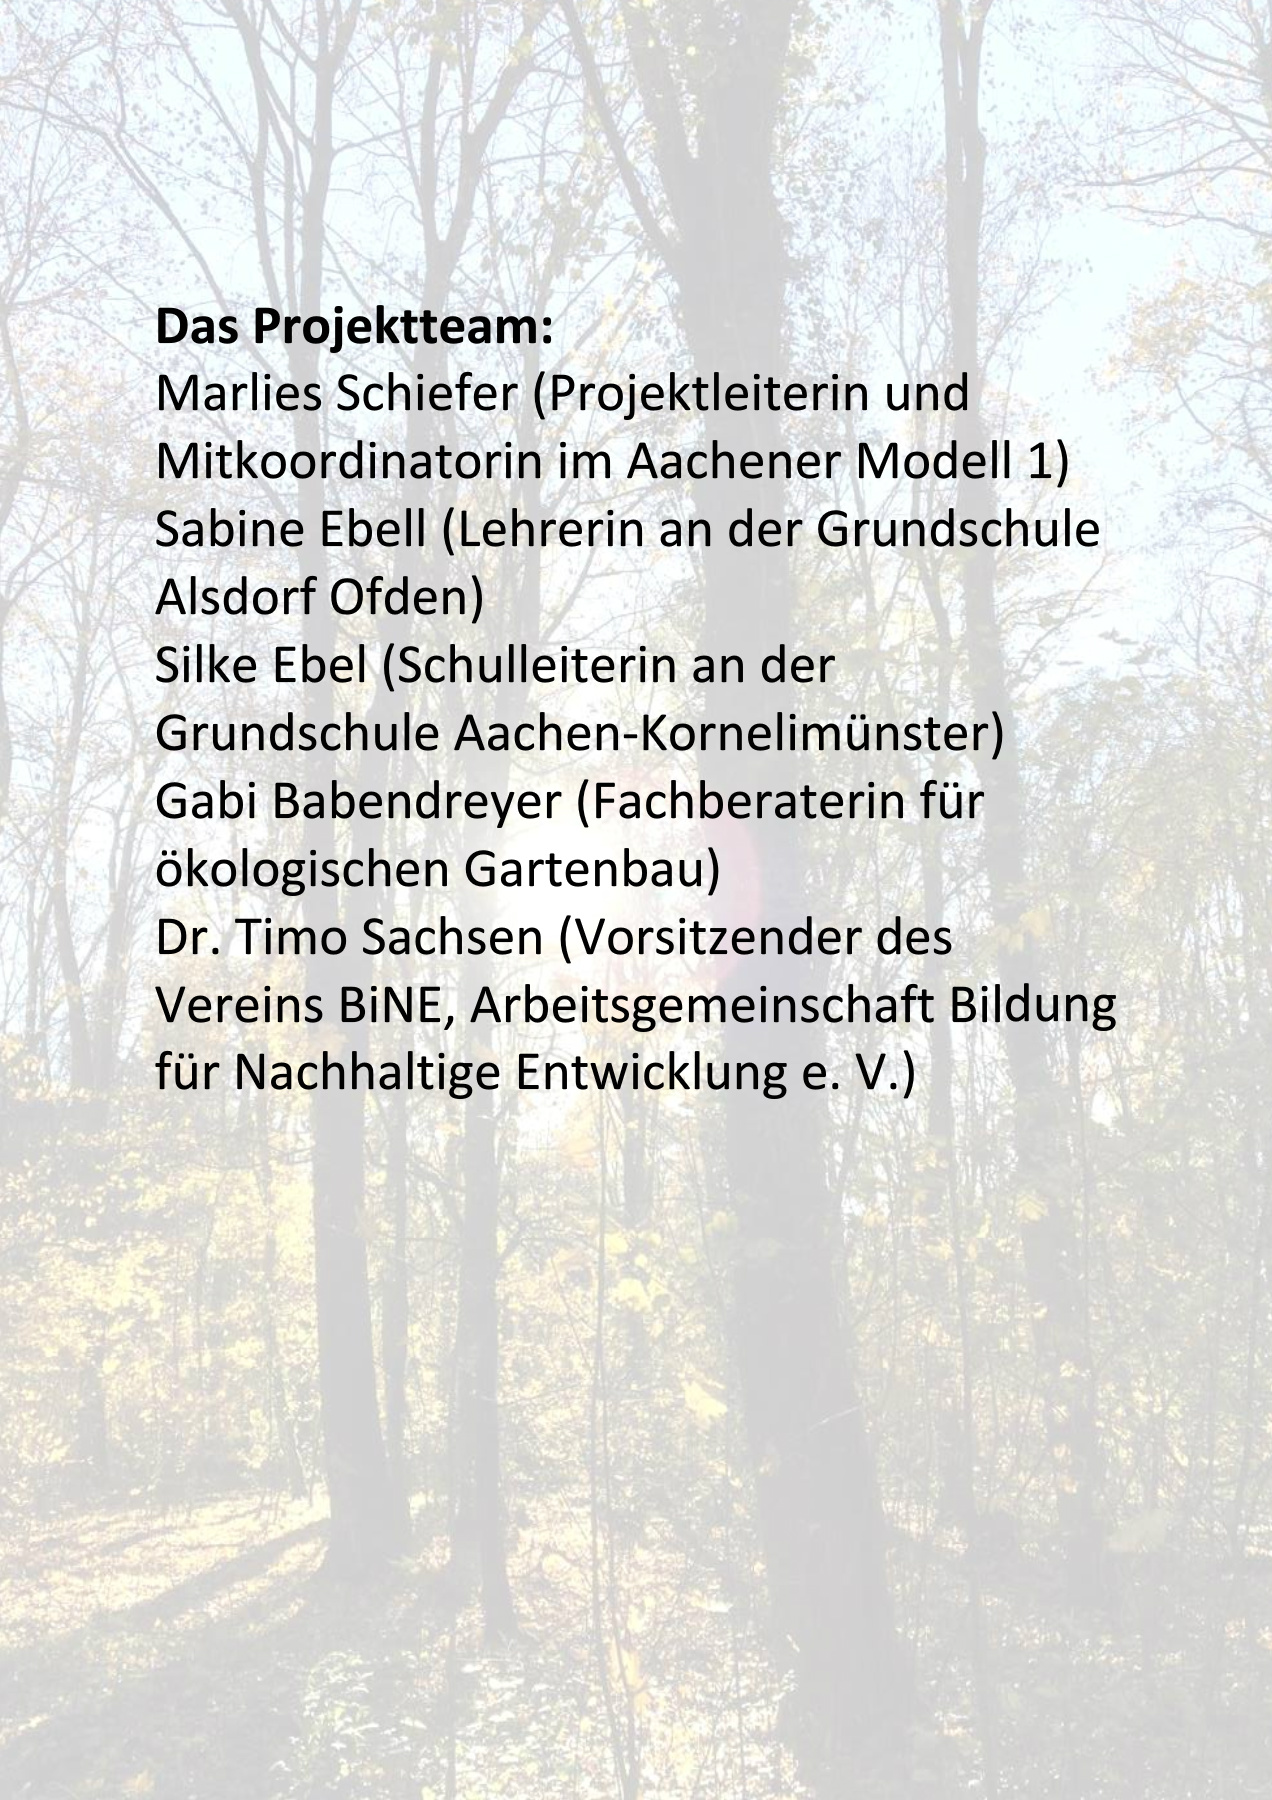 Das Projektteam:
Marlies Schiefer (Projektleiterin und
Mitkoordinatorin im Aachener Modell 1)
Sabine Ebell (Lehrerin an der Grundschule
Alsdorf Ofden)
Silke Ebel (Schulleiterin an der
Grundschule Aachen-Kornelimünster)
Gabi Babendreyer (Fachberaterin für
ökologischen Gartenbau)
Dr. Timo Sachsen (Vorsitzender des
Vereins BiNE, Arbeitsgemeinschaft Bildung
für Nachhaltige Entwicklung e. V.)